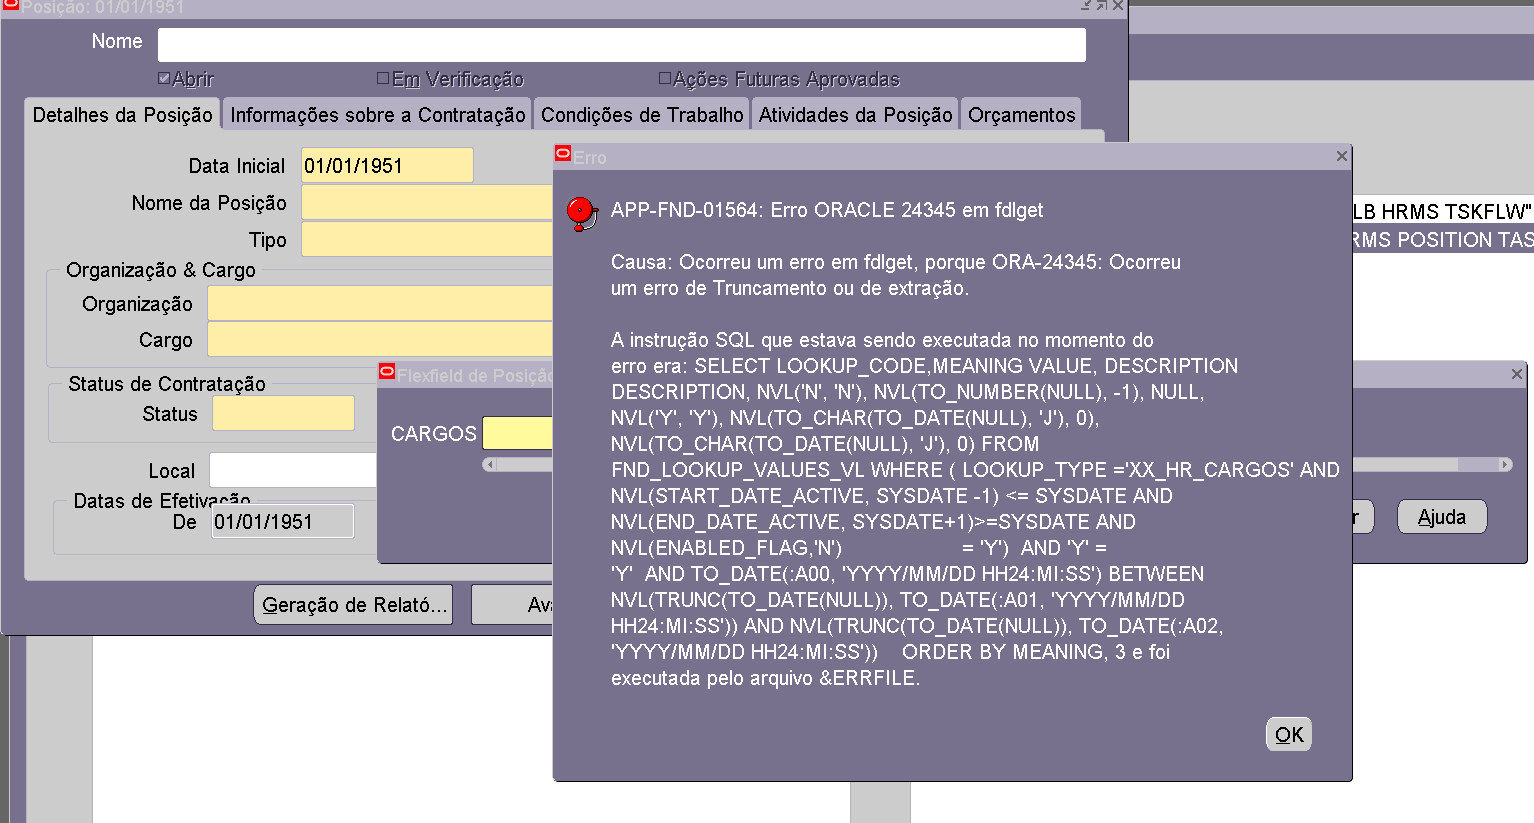 Posição: 01/01/1951
Nome
Abrir
Em Verificação
Ações Futuras Aprovadas
Detalhes da Posição
Informações sobre a Contratação
Condições de Trabalho
Atividades da Posição
Orçamentos
Data Inicial 01/01/1951
Nome da Posição
Tipo
Organização & Cargo
Organização
Cargo
Status de Contratação
Status
Local
Datas de Efetivação
De 01/01/1951
Geração de Relató...
Flexfield de Posição
CARGOS
Ajuda
LB HRMS TSKFLW"
RMS POSITION TAS
Erro
APP-FND-01564: Erro ORACLE 24345 em fdlget
Causa: Ocorreu um erro em fdlget, porque ORA-24345: Ocorreu
um erro de Truncamento ou de extração.
A instrução SQL que estava sendo executada no momento do
erro era: SELECT LOOKUP_CODE,MEANING VALUE, DESCRIPTION
DESCRIPTION, NVL('N', 'N'), NVL(TO_NUMBER(NULL), -1), NULL,
NVL('Y', 'Y'), NVL(TO_CHAR(TO_DATE(NULL), 'J'), 0),
NVL(TO_CHAR(TO_DATE(NULL), 'J'), 0) FROM
FND_LOOKUP_VALUES_VL WHERE ( LOOKUP_TYPE ='XX_HR_CARGOS' AND
NVL(START_DATE_ACTIVE, SYSDATE -1) <= SYSDATE AND
NVL(END_DATE_ACTIVE, SYSDATE+1)>=SYSDATE AND
NVL(ENABLED_FLAG,'N') = 'Y') AND 'Y' =
'Y' AND TO_DATE(:A00, 'YYYY/MM/DD HH24:MI:SS') BETWEEN
NVL(TRUNC(TO_DATE(NULL)), TO_DATE(:A01, 'YYYY/MM/DD
HH24:MI:SS')) AND NVL(TRUNC(TO_DATE(NULL)), TO_DATE(:A02,
'YYYY/MM/DD HH24:MI:SS')) ORDER BY MEANING, 3 e foi
executada pelo arquivo &ERRFILE.
OK